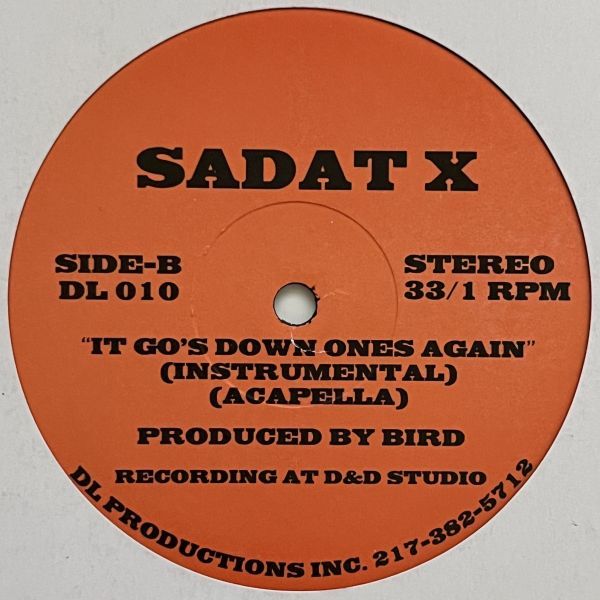 SADAT X
SIDE-B
DL 010
STEREO
33/1 RPM
"IT GO'S DOWN ONES AGAIN"
(INSTRUMENTAL)
(ACAPELLA)
PRODUCED BY BIRD
RECORDING AT D&D STUDIO
DL PRODUCTIONS INC. 217-382-5712